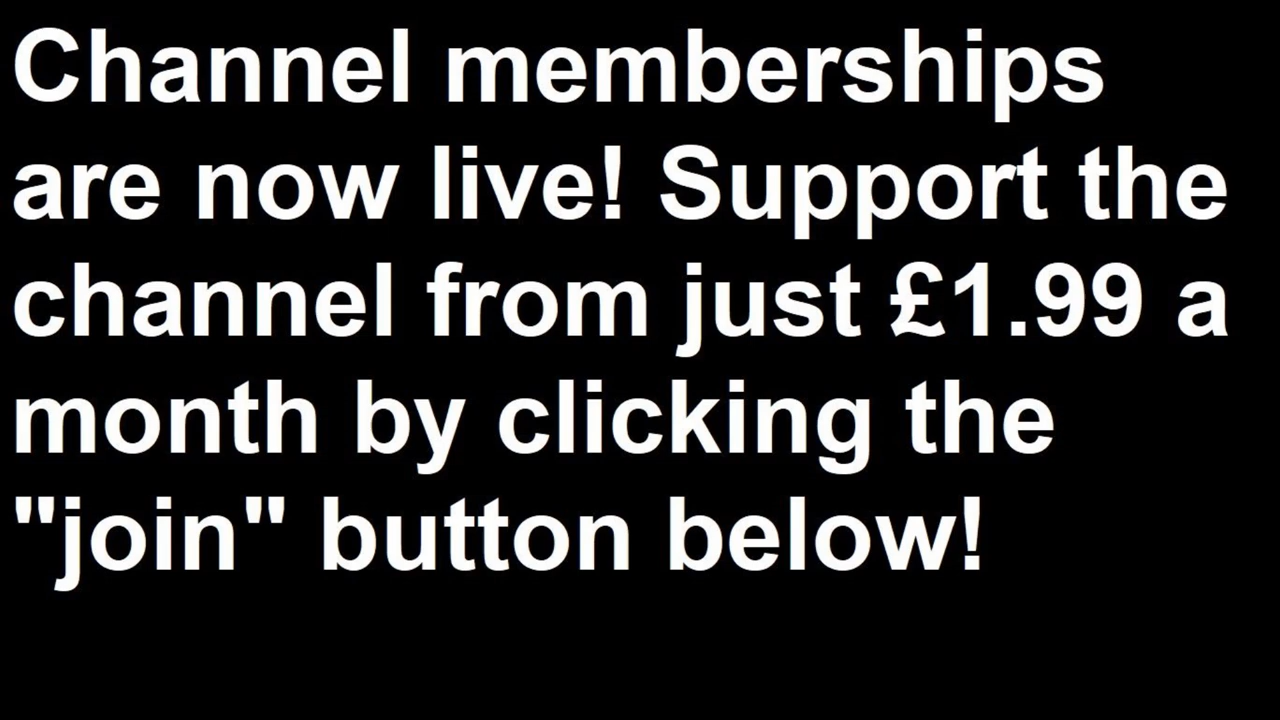 Channel memberships
are now live! Support the
channel from just £1.99 a
month by clicking the
"join" button below!